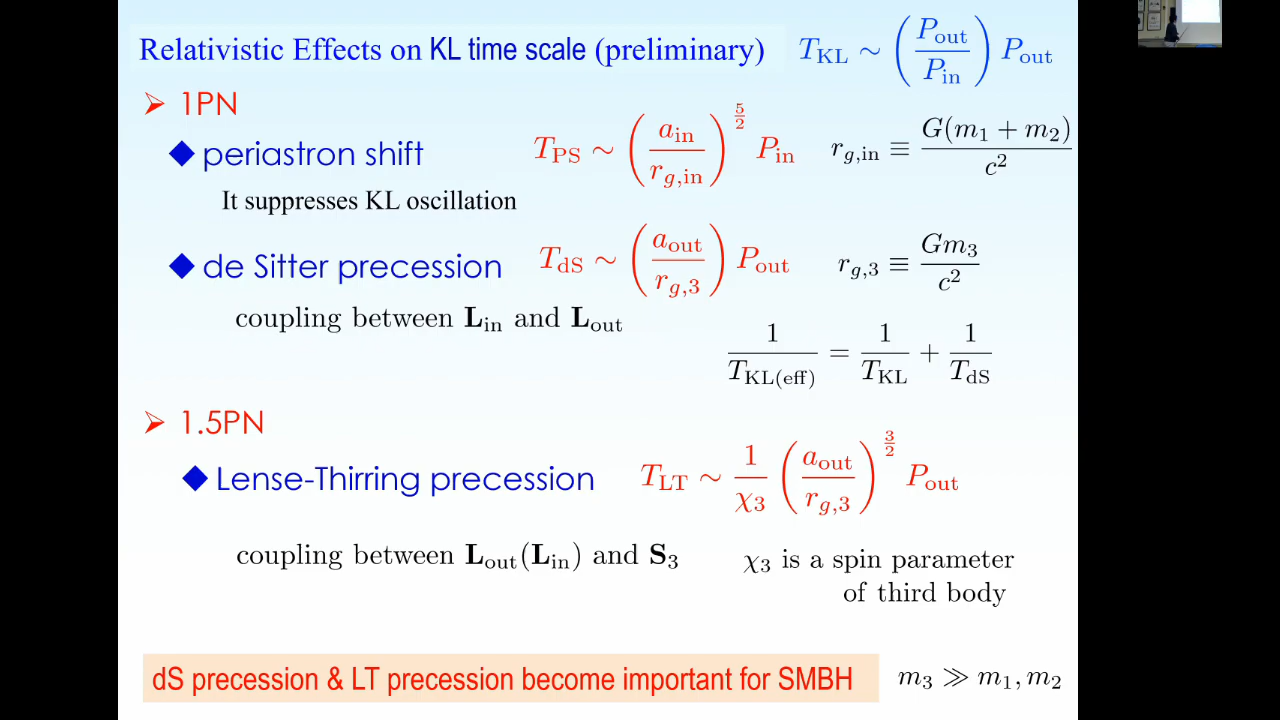 Relativistic Effects on KL time scale (preliminary) T_KL ∼ (P_out / P_in) P_out
➢ 1PN
◆ periastron shift T_PS ∼ (a_in / r_g,in)^(5/2) P_in r_g,in ≡ G(m_1 + m_2) / c^2
It suppresses KL oscillation
◆ de Sitter precession T_dS ∼ (a_out / r_g,3) P_out r_g,3 ≡ Gm_3 / c^2
coupling between L_in and L_out
1 / T_KL(eff) = 1 / T_KL + 1 / T_dS
➢ 1.5PN
◆ Lense-Thirring precession T_LT ∼ 1 / χ_3 (a_out / r_g,3)^(3/2) P_out
coupling between L_out(L_in) and S_3
χ_3 is a spin parameter
of third body
dS precession & LT precession become important for SMBH m_3 ≫ m_1, m_2